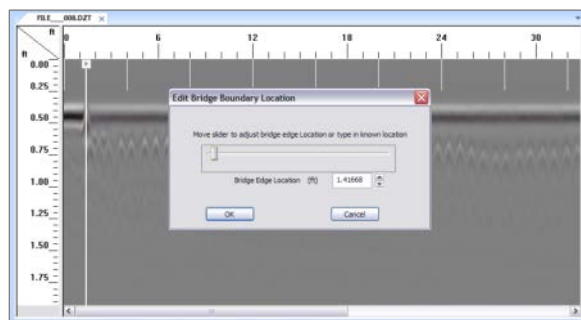 FILE___008.DZT
ft
0 6 12 18 24 30
ft
0.00
0.25
0.50
0.75
1.00
1.25
1.50
1.75
Edit Bridge Boundary Location
Move slider to adjust bridge edge Location or type in known location
Bridge Edge Location (ft) 1.41668
OK Cancel